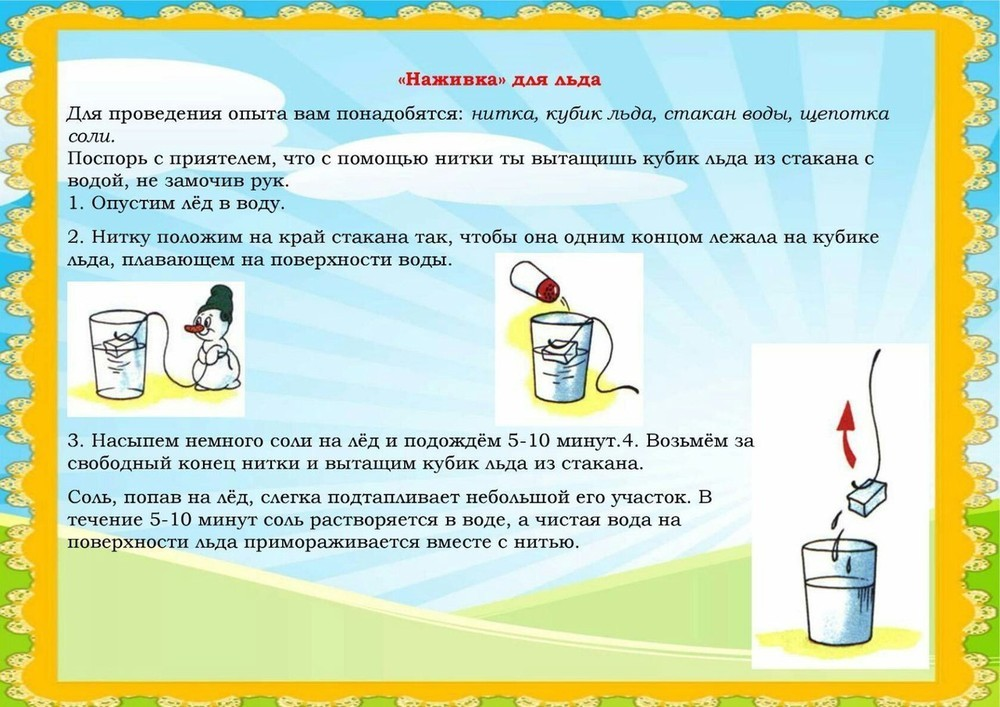 «Наживка» для льда
Для проведения опыта вам понадобятся: нитка, кубик льда, стакан воды, щепотка
соли.
Поспорь с приятелем, что с помощью нитки ты вытащишь кубик льда из стакана с
водой, не замочив рук.
1. Опустим лёд в воду.
2. Нитку положим на край стакана так, чтобы она одним концом лежала на кубике
льда, плавающем на поверхности воды.
3. Насыпем немного соли на лёд и подождём 5-10 минут.4. Возьмём за
свободный конец нитки и вытащим кубик льда из стакана.
Соль, попав на лёд, слегка подтапливает небольшой его участок. В
течение 5-10 минут соль растворяется в воде, а чистая вода на
поверхности льда примораживается вместе с нитью.